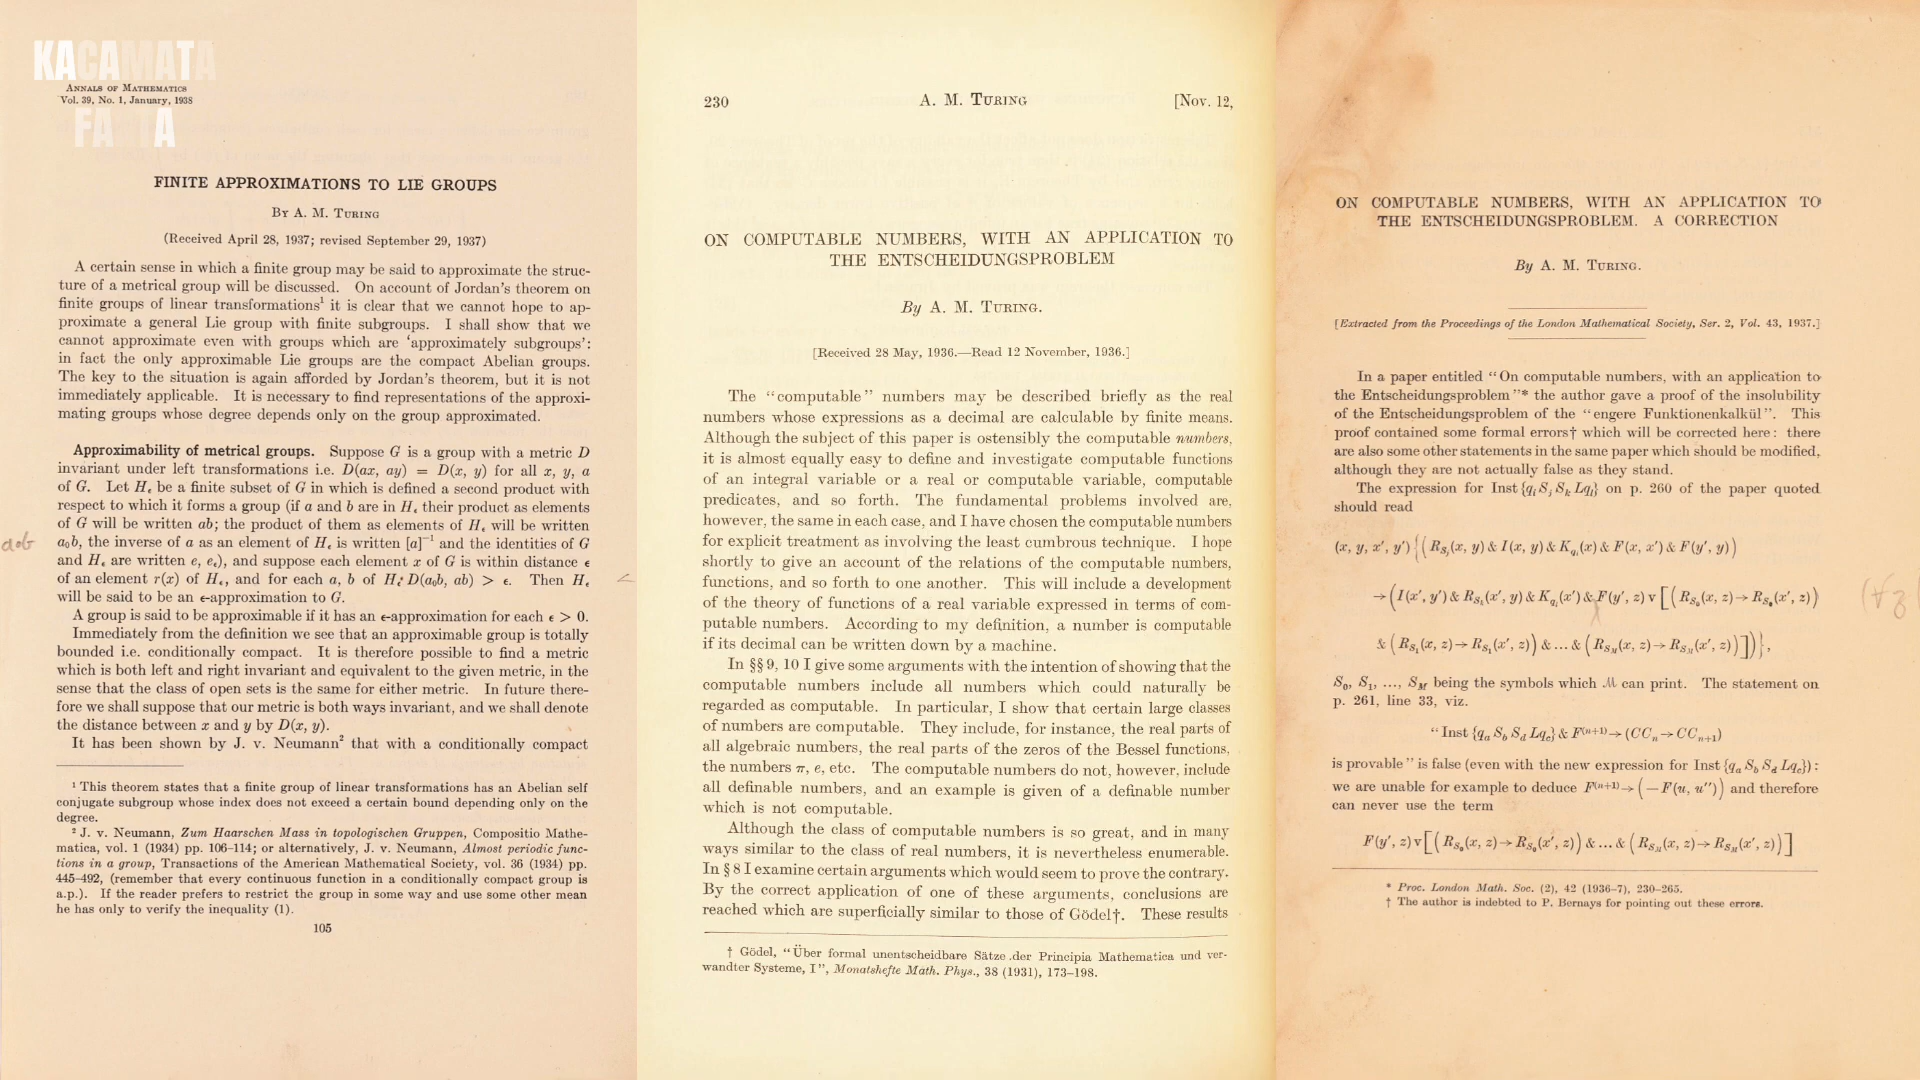 KACAMATA
ANNALS OF MATHEMATICS
Vol. 39, No. 1, January, 1938
FINITE APPROXIMATIONS TO LIE GROUPS
BY A. M. TURING
(Received April 28, 1937; revised September 29, 1937)
A certain sense in which a finite group may be said to approximate the struc-
ture of a metrical group will be discussed. On account of Jordan's theorem on
finite groups of linear transformations¹ it is clear that we cannot hope to ap-
proximate a general Lie group with finite subgroups. I shall show that we
cannot approximate even with groups which are 'approximately subgroups':
in fact the only approximable Lie groups are the compact Abelian groups.
The key to the situation is again afforded by Jordan's theorem, but it is not
immediately applicable. It is necessary to find representations of the approxi-
mating groups whose degree depends only on the group approximated.
Approximability of metrical groups. Suppose G is a group with a metric D
invariant under left transformations i.e. D(ax, ay) = D(x, y) for all x, y, a
of G. Let Hϵ be a finite subset of G in which is defined a second product with
respect to which it forms a group (if a and b are in Hϵ their product as elements
of G will be written ab; the product of them as elements of Hϵ will be written
a₀b, the inverse of a as an element of Hϵ is written [a]⁻¹ and the identities of G
and Hϵ are written e, eϵ), and suppose each element x of G is within distance ϵ
of an element r(x) of Hϵ, and for each a, b of Hϵ D(a₀b, ab) > ϵ. Then Hϵ
will be said to be an ϵ-approximation to G.
A group is said to be approximable if it has an ϵ-approximation for each ϵ > 0.
Immediately from the definition we see that an approximable group is totally
bounded i.e. conditionally compact. It is therefore possible to find a metric
which is both left and right invariant and equivalent to the given metric, in the
sense that the class of open sets is the same for either metric. In future there-
fore we shall suppose that our metric is both ways invariant, and we shall denote
the distance between x and y by D(x, y).
It has been shown by J. v. Neumann² that with a conditionally compact
¹ This theorem states that a finite group of linear transformations has an Abelian self
conjugate subgroup whose index does not exceed a certain bound depending only on the
degree.
² J. v. Neumann, Zum Haarschen Mass in topologischen Gruppen, Compositio Mathe-
matica, vol. 1 (1934) pp. 106–114; or alternatively, J. v. Neumann, Almost periodic func-
tions in a group, Transactions of the American Mathematical Society, vol. 36 (1934) pp.
445–492, (remember that every continuous function in a conditionally compact group is
a.p.). If the reader prefers to restrict the group in some way and use some other mean
he has only to verify the inequality (1).
105
230 A. M. TURING [Nov. 12,
ON COMPUTABLE NUMBERS, WITH AN APPLICATION TO
THE ENTSCHEIDUNGSPROBLEM
By A. M. TURING.
[Received 28 May, 1936.—Read 12 November, 1936.]
The "computable" numbers may be described briefly as the real
numbers whose expressions as a decimal are calculable by finite means.
Although the subject of this paper is ostensibly the computable numbers,
it is almost equally easy to define and investigate computable functions
of an integral variable or a real or computable variable, computable
predicates, and so forth. The fundamental problems involved are,
however, the same in each case, and I have chosen the computable numbers
for explicit treatment as involving the least cumbrous technique. I hope
shortly to give an account of the relations of the computable numbers,
functions, and so forth to one another. This will include a development
of the theory of functions of a real variable expressed in terms of com-
putable numbers. According to my definition, a number is computable
if its decimal can be written down by a machine.
In §§ 9, 10 I give some arguments with the intention of showing that the
computable numbers include all numbers which could naturally be
regarded as computable. In particular, I show that certain large classes
of numbers are computable. They include, for instance, the real parts of
all algebraic numbers, the real parts of the zeros of the Bessel functions,
the numbers π, e, etc. The computable numbers do not, however, include
all definable numbers, and an example is given of a definable number
which is not computable.
Although the class of computable numbers is so great, and in many
ways similar to the class of real numbers, it is nevertheless enumerable.
In § 8 I examine certain arguments which would seem to prove the contrary.
By the correct application of one of these arguments, conclusions are
reached which are superficially similar to those of Gödel†. These results
† Gödel, "Über formal unentscheidbare Sätze der Principia Mathematica und ver-
wandter Systeme, I", Monatshefte Math. Phys., 38 (1931), 173–198.
ON COMPUTABLE NUMBERS, WITH AN APPLICATION TO
THE ENTSCHEIDUNGSPROBLEM. A CORRECTION
By A. M. TURING.
[Extracted from the Proceedings of the London Mathematical Society, Ser. 2, Vol. 43, 1937.]
In a paper entitled "On computable numbers, with an application to
the Entscheidungsproblem"* the author gave a proof of the insolubility
of the Entscheidungsproblem of the "engere Funktionenkalkül". This
proof contained some formal errors† which will be corrected here: there
are also some other statements in the same paper which should be modified,
although they are not actually false as they stand.
The expression for Inst {qᵢ Sⱼ Sₖ Lqₗ} on p. 260 of the paper quoted
should read
(x, y, x′, y′) {( R_Sⱼ(x, y) & I(x, y) & K_qᵢ(x) & F(x, x′) & F(y′, y))
→ (I(x′, y′) & R_Sₖ(x′, y) & K_qₗ(x′) & F(y′, z) v [( R_S₀(x, z) → R_S₀(x′, z))
& ( R_S₁(x, z) → R_S₁(x′, z)) & ... & ( R_S_M(x, z) → R_S_M(x′, z))])},
S₀, S₁, ..., S_M being the symbols which ℳ can print. The statement on
p. 261, line 33, viz.
"Inst {qₐ S_b S_d Lq_c} & F⁽ⁿ⁺¹⁾ → (CCₙ → CCₙ₊₁)
is provable" is false (even with the new expression for Inst {qₐ S_b S_d Lq_c}):
we are unable for example to deduce F⁽ⁿ⁺¹⁾ → (—F(u, u″)) and therefore
can never use the term
F(y′, z) v [( R_S₀(x, z) → R_S₀(x′, z)) & ... & ( R_S_M(x, z) → R_S_M(x′, z))]
* Proc. London Math. Soc. (2), 42 (1936–7), 230–265.
† The author is indebted to P. Bernays for pointing out these errors.